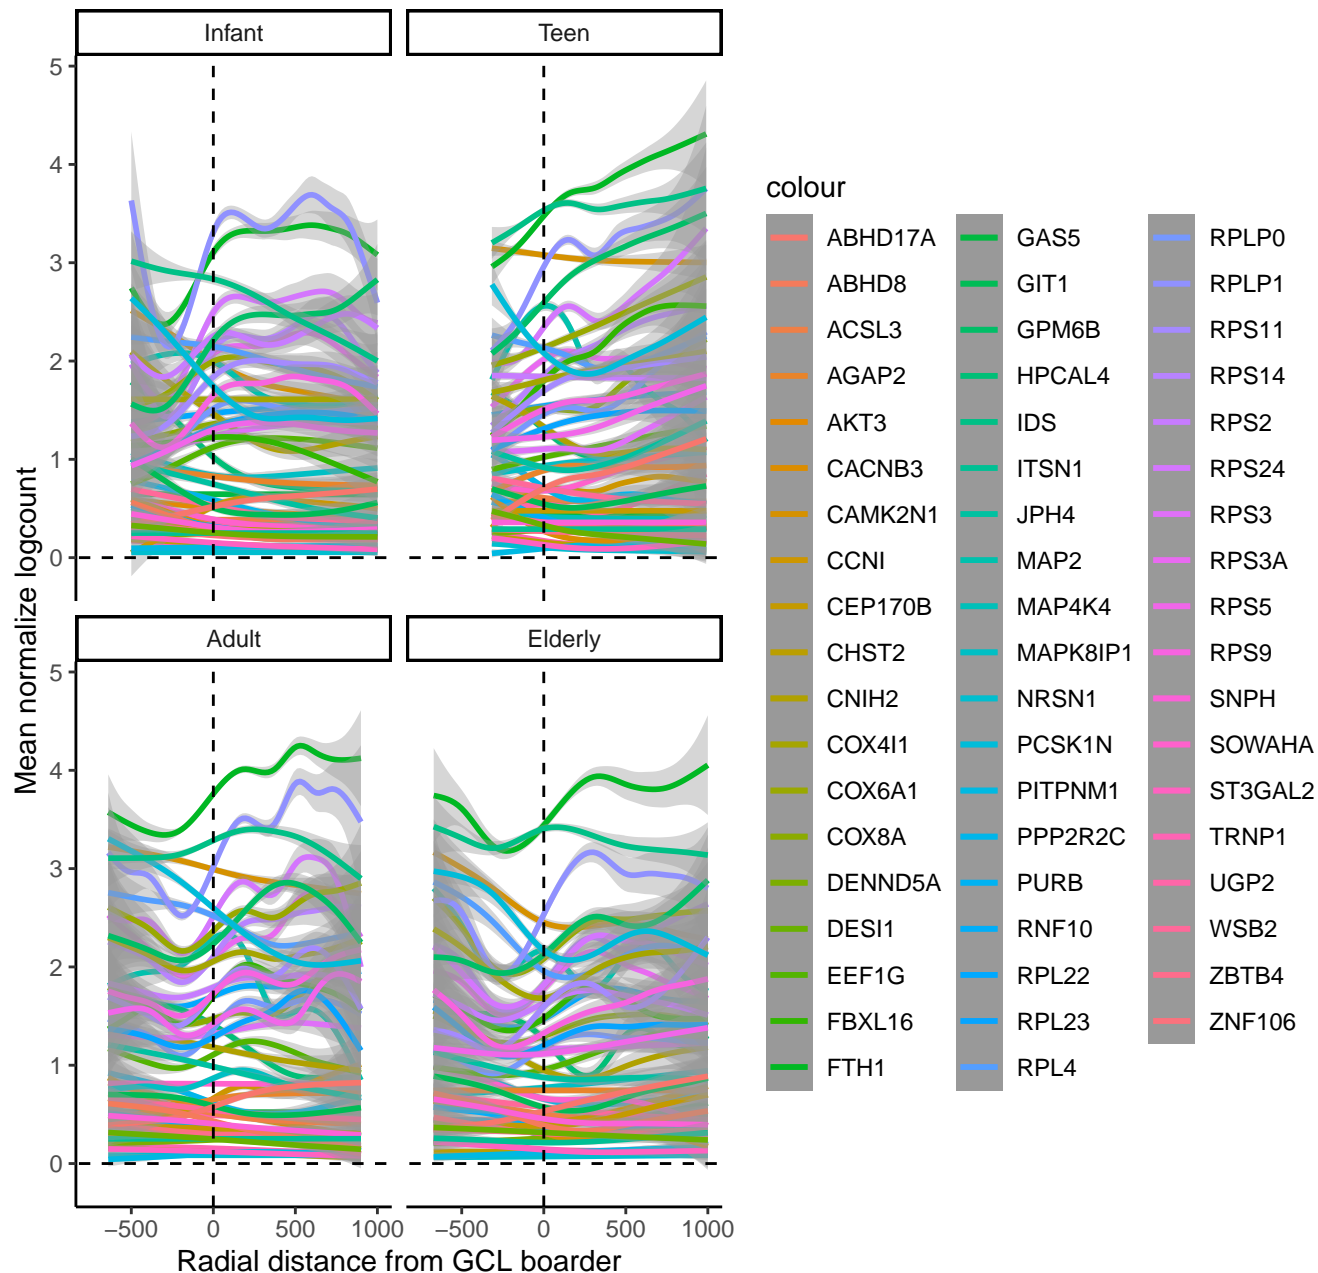 Infant
Teen
5
4
3
2
1
0
Adult
Elderly
5
4
3
2
1
0
−500
0
500
1000
−500
0
500
1000
Mean normalize logcount
Radial distance from GCL boarder
colour
ABHD17A
ABHD8
ACSL3
AGAP2
AKT3
CACNB3
CAMK2N1
CCNI
CEP170B
CHST2
CNIH2
COX4I1
COX6A1
COX8A
DENND5A
DESI1
EEF1G
FBXL16
FTH1
GAS5
GIT1
GPM6B
HPCAL4
IDS
ITSN1
JPH4
MAP2
MAP4K4
MAPK8IP1
NRSN1
PCSK1N
PITPNM1
PPP2R2C
PURB
RNF10
RPL22
RPL23
RPL4
RPLP0
RPLP1
RPS11
RPS14
RPS2
RPS24
RPS3
RPS3A
RPS5
RPS9
SNPH
SOWAHA
ST3GAL2
TRNP1
UGP2
WSB2
ZBTB4
ZNF106